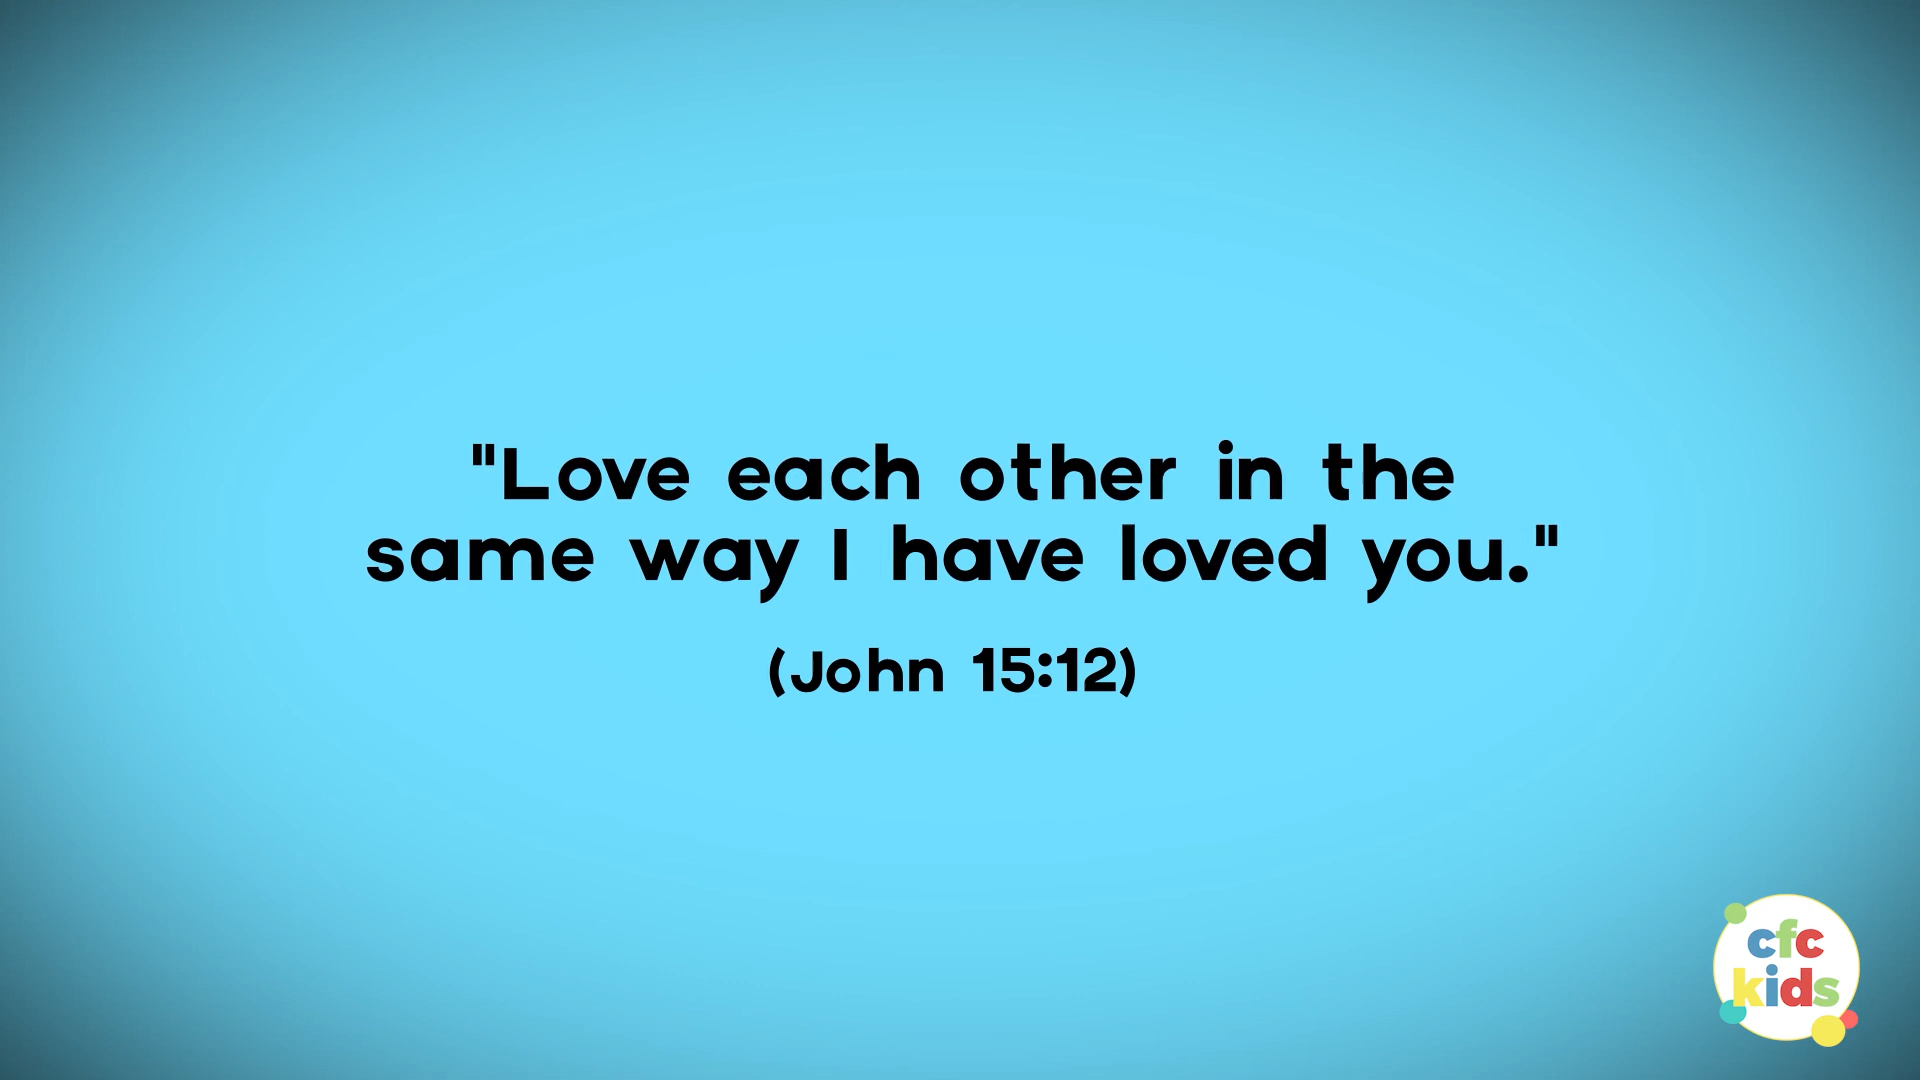 "Love each other in the
same way I have loved you."
(John 15:12)
cfc
kids